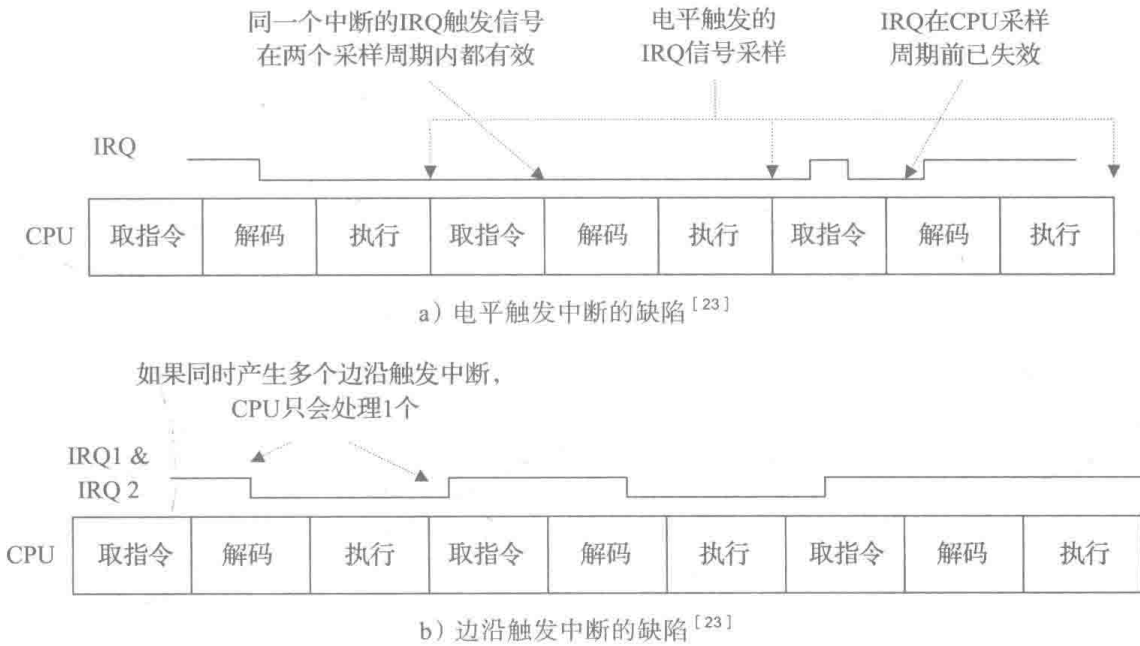 同一个中断的IRQ触发信号
在两个采样周期内都有效
电平触发的
IRQ信号采样
IRQ在CPU采样
周期前已失效
IRQ
CPU 取指令 解码 执行 取指令 解码 执行 取指令 解码 执行
a）电平触发中断的缺陷[23]
如果同时产生多个边沿触发中断，
CPU只会处理1个
IRQ1 &
IRQ 2
CPU 取指令 解码 执行 取指令 解码 执行 取指令 解码 执行
b）边沿触发中断的缺陷[23]